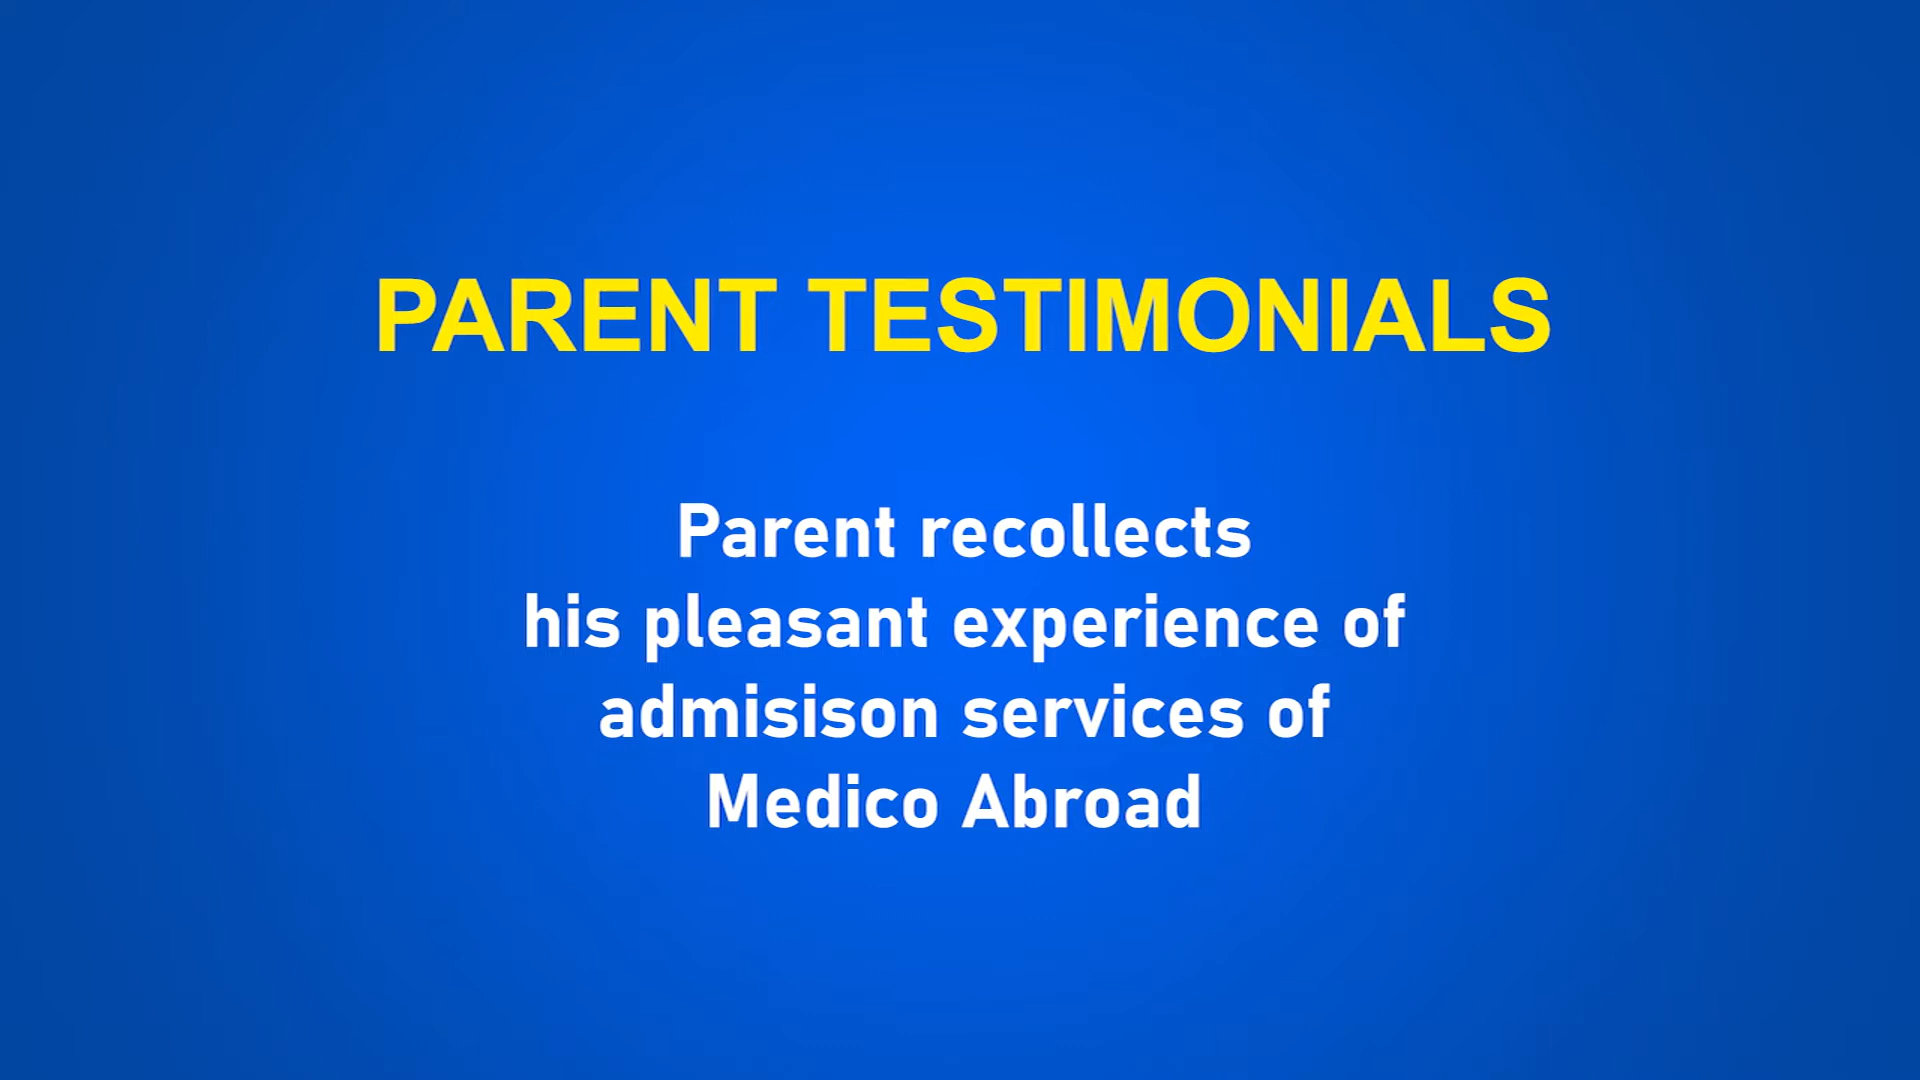 PARENT TESTIMONIALS
Parent recollects
his pleasant experience of
admisison services of
Medico Abroad